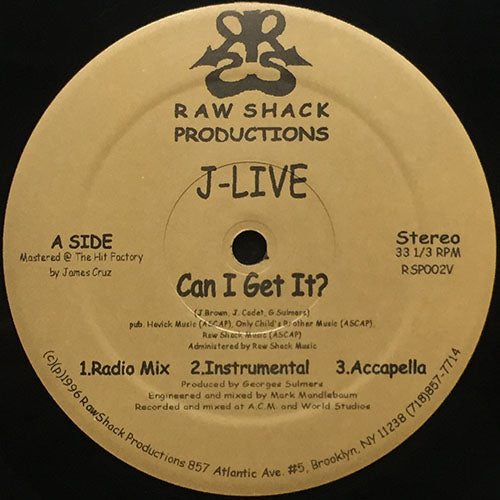 RAW SHACK
PRODUCTIONS
J-LIVE
A SIDE
Mastered @ The Hit Factory
by James Cruz
Stereo
33 1/3 RPM
RSP002V
Can I Get It?
(J.Brown, J. Cadet, G Sulmers)
pub. Havick Music (ASCAP), Only Child's Brother Music (ASCAP),
Raw Shack Music (ASCAP)
Administered by Raw Shack Music
1.Radio Mix 2.Instrumental 3.Accapella
Produced by Georges Sulmers
Engineered and mixed by Mark Mandlebaum
Recorded and mixed at A.C.M. and World Studios
(c)(p)1996 RawShack Productions 857 Atlantic Ave. #5, Brooklyn, NY 11238 (718)857-7714